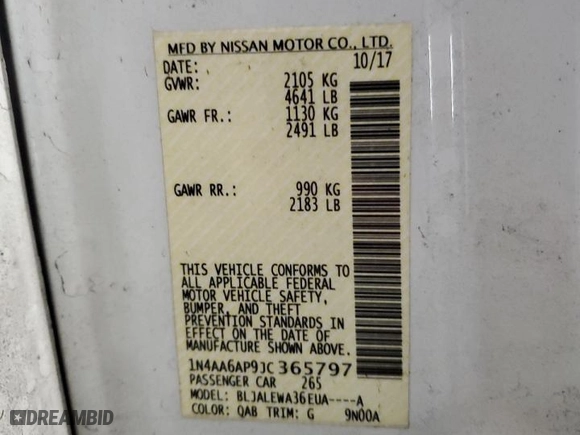 MFD BY NISSAN MOTOR CO., LTD.
DATE: 10/17
GVWR: 2105 KG
4641 LB
GAWR FR.: 1130 KG
2491 LB
GAWR RR.: 990 KG
2183 LB
THIS VEHICLE CONFORMS TO
ALL APPLICABLE FEDERAL
MOTOR VEHICLE SAFETY,
BUMPER, AND THEFT
PREVENTION STANDARDS IN
EFFECT ON THE DATE OF
MANUFACTURE SHOWN ABOVE.
1N4AA6AP9JC365797
PASSENGER CAR 265
MODEL: BLJALEWA36EUA----A
COLOR: QAB TRIM: G 9N00A
DREAMBID